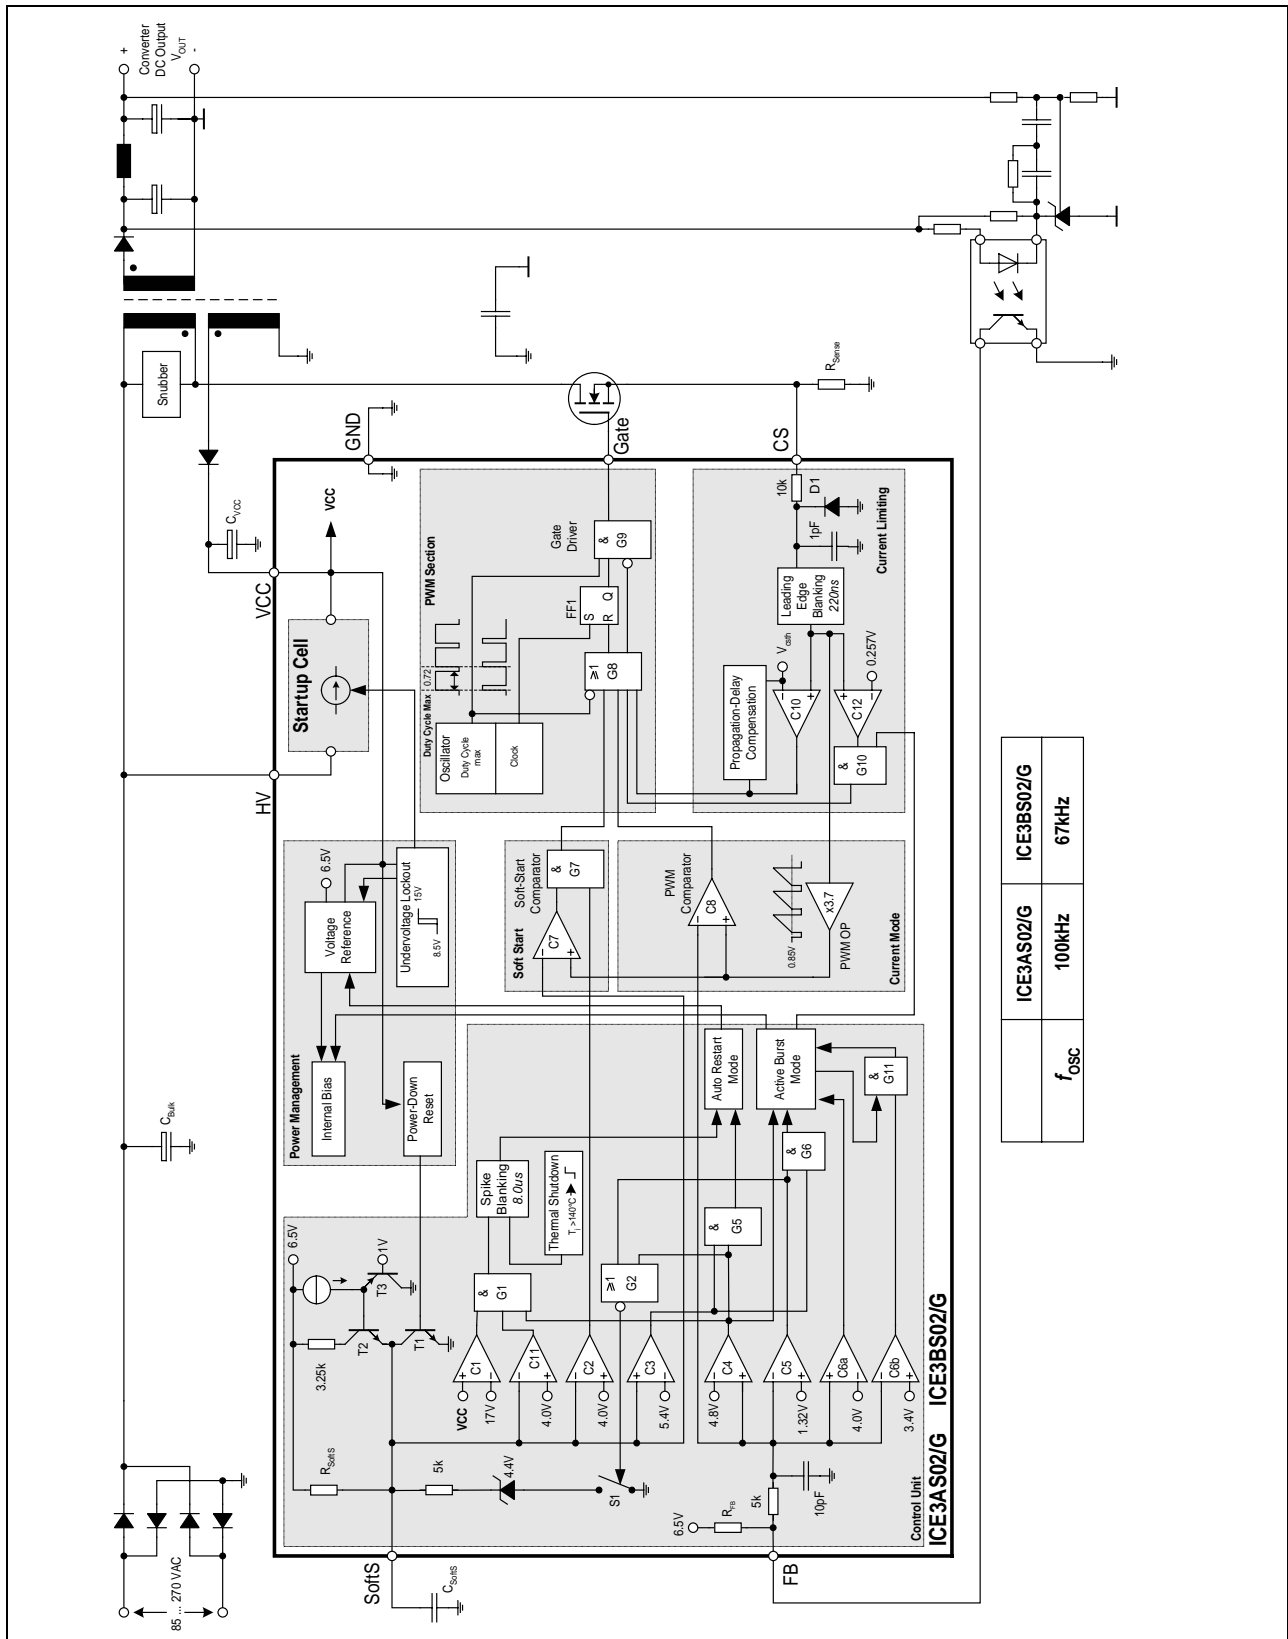 85 ... 270 VAC
C_Bulk
Snubber
C_VCC
+
Converter
DC Output
V_OUT
-
HV
VCC
GND
Startup Cell
VCC
Power Management
Internal Bias
Voltage
Reference
6.5V
Undervoltage Lockout
15V
8.5V
Power-Down
Reset
6.5V
1V
T3
3.25k
T2
T1
R_SoftS
SoftS
C_SoftS
5k
4.4V
S1
VCC
17V
+
-
C1
4.0V
-
+
C11
4.0V
-
+
C2
5.4V
+
-
C3
4.8V
-
+
C4
1.32V
-
+
C5
4.0V
+
-
C6a
3.4V
-
+
C6b
&
G1
Spike
Blanking
8.0us
Thermal Shutdown
Tj >140°C
≥1
G2
&
G5
&
G6
&
G11
Auto Restart
Mode
Active Burst
Mode
6.5V
R_FB
FB
5k
10pF
Control Unit
ICE3AS02/G ICE3BS02/G
Soft Start
Soft-Start
Comparator
-
+
C7
&
G7
PWM
Comparator
-
+
C8
0.85V
x3.7
PWM OP
Current Mode
Duty Cycle Max
0.72
PWM Section
Oscillator
Duty Cycle
max
Clock
≥1
G8
FF1
S
R
Q
Gate
Driver
&
G9
Gate
Propagation-Delay
Compensation
V_csth
-
+
C10
0.257V
+
-
C12
&
G10
Leading
Edge
Blanking
220ns
1pF
D1
10k
CS
R_Sense
Current Limiting
f_OSC
ICE3AS02/G
ICE3BS02/G
100kHz
67kHz